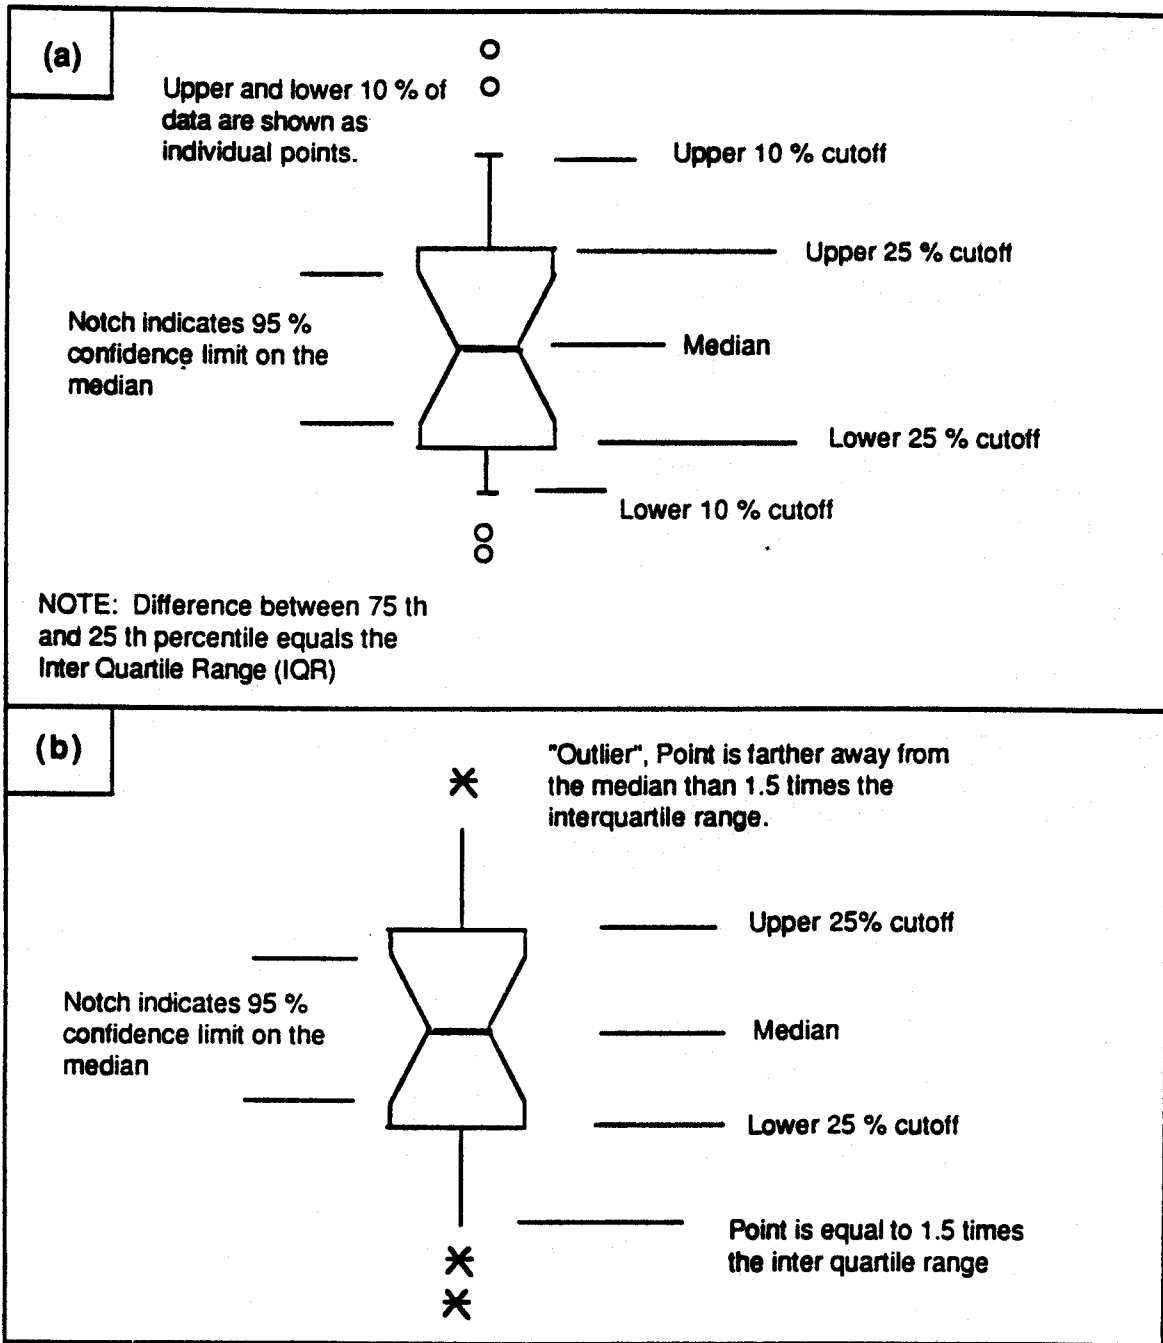 (a)
Upper and lower 10 % of
data are shown as
individual points.
Upper 10 % cutoff
Upper 25 % cutoff
Notch indicates 95 %
confidence limit on the
median
Median
Lower 25 % cutoff
Lower 10 % cutoff
NOTE: Difference between 75 th
and 25 th percentile equals the
Inter Quartile Range (IQR)
(b)
"Outlier", Point is farther away from
the median than 1.5 times the
interquartile range.
Upper 25% cutoff
Notch indicates 95 %
confidence limit on the
median
Median
Lower 25 % cutoff
Point is equal to 1.5 times
the inter quartile range